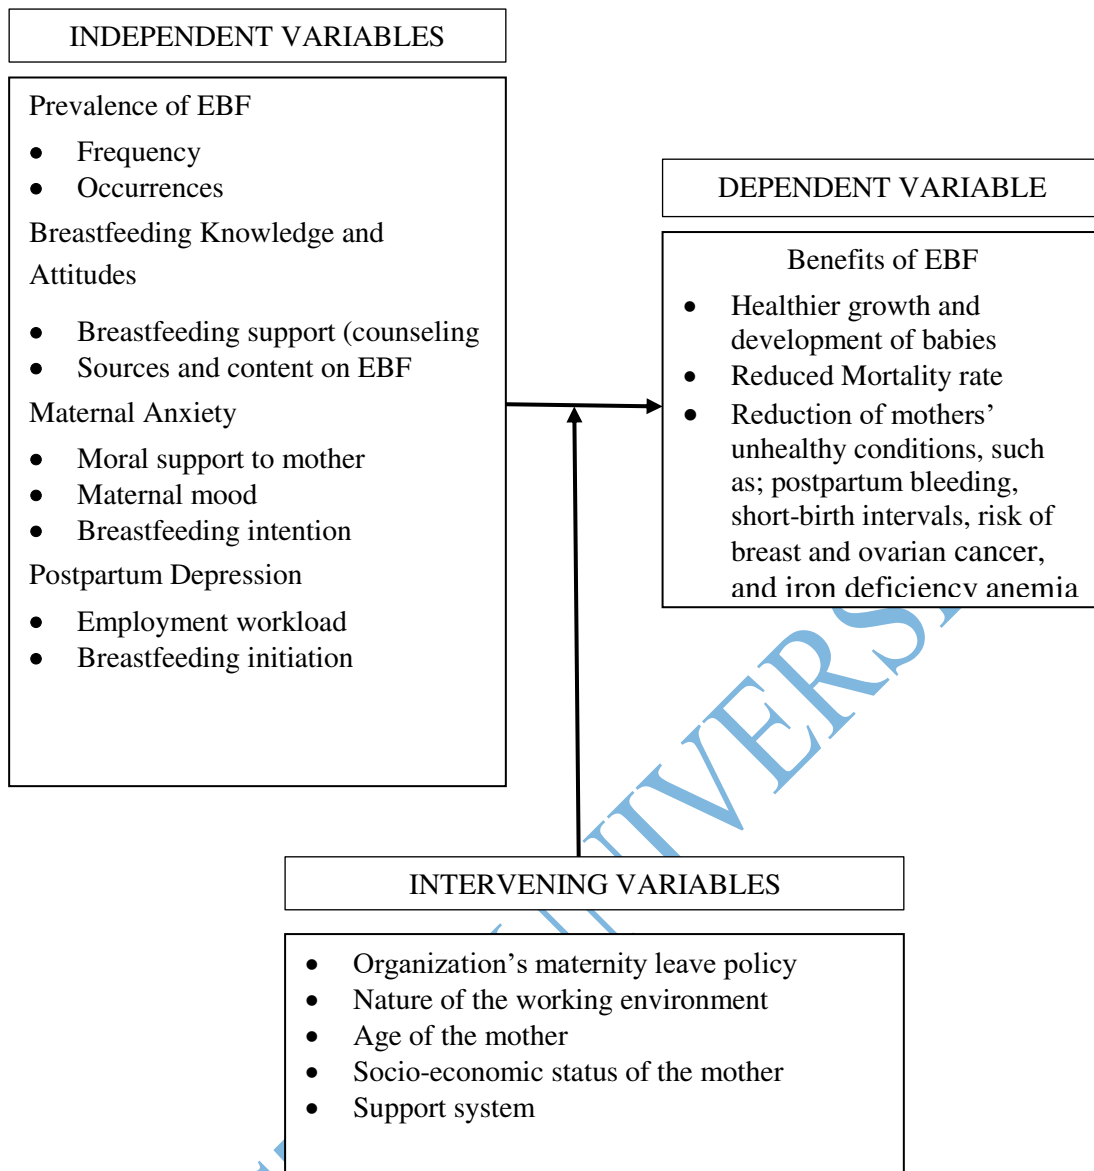 INDEPENDENT VARIABLES
Prevalence of EBF
• Frequency
• Occurrences
Breastfeeding Knowledge and
Attitudes
• Breastfeeding support (counseling
• Sources and content on EBF
Maternal Anxiety
• Moral support to mother
• Maternal mood
• Breastfeeding intention
Postpartum Depression
• Employment workload
• Breastfeeding initiation
DEPENDENT VARIABLE
Benefits of EBF
• Healthier growth and
development of babies
• Reduced Mortality rate
• Reduction of mothers’
unhealthy conditions, such
as; postpartum bleeding,
short-birth intervals, risk of
breast and ovarian cancer,
and iron deficiency anemia
INTERVENING VARIABLES
• Organization’s maternity leave policy
• Nature of the working environment
• Age of the mother
• Socio-economic status of the mother
• Support system